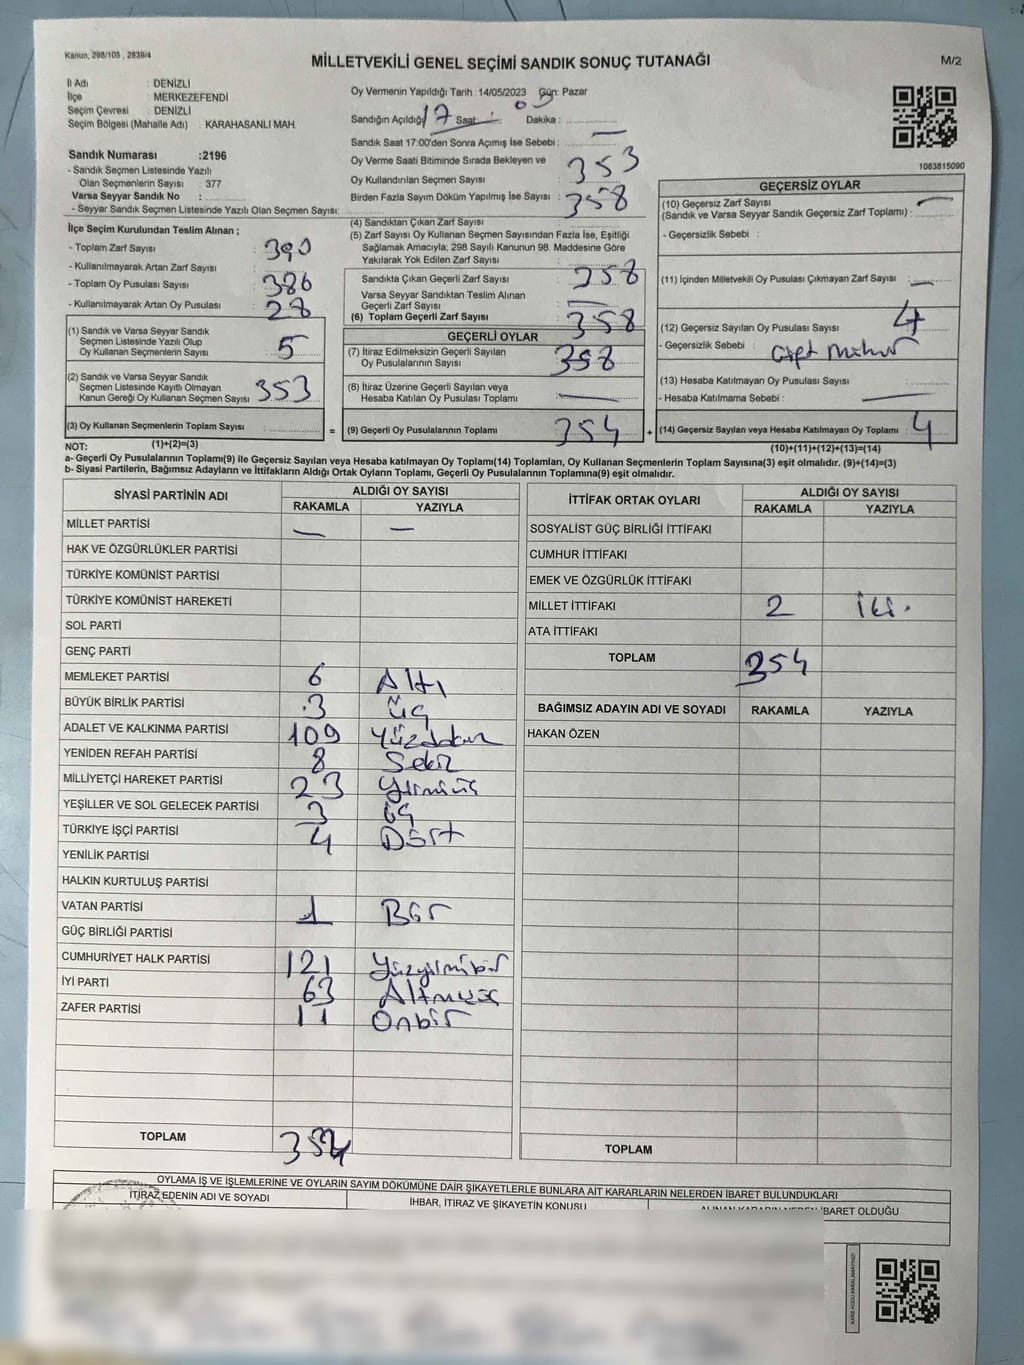 Kanun, 298/105 , 2839/4
MİLLETVEKİLİ GENEL SEÇİMİ SANDIK SONUÇ TUTANAĞI
M/2
İl Adı : DENİZLİ
İlçe : MERKEZEFENDİ
Seçim Çevresi : DENİZLİ
Seçim Bölgesi (Mahalle Adı) : KARAHASANLI MAH.
Sandık Numarası :2196
- Sandık Seçmen Listesinde Yazılı
Olan Seçmenlerin Sayısı : 377
Varsa Seyyar Sandık No :
- Seyyar Sandık Seçmen Listesinde Yazılı Olan Seçmen Sayısı:
İlçe Seçim Kurulundan Teslim Alınan ;
- Toplam Zarf Sayısı : 390
- Kullanılmayarak Artan Zarf Sayısı :
- Toplam Oy Pusulası Sayısı : 386
- Kullanılmayarak Artan Oy Pusulası : 28
(1) Sandık ve Varsa Seyyar Sandık
Seçmen Listesinde Yazılı Olup
Oy Kullanan Seçmenlerin Sayısı : 5
(2) Sandık ve Varsa Seyyar Sandık
Seçmen Listesinde Kayıtlı Olmayan
Kanun Gereği Oy Kullanan Seçmen Sayısı : 353
(3) Oy Kullanan Seçmenlerin Toplam Sayısı :
Oy Vermenin Yapıldığı Tarih :14/05/2023 Gün: Pazar
Sandığın Açıldığı 17 Saat: Dakika :
Sandık Saat 17:00'den Sonra Açımış İse Sebebi :
Oy Verme Saati Bitiminde Sırada Bekleyen ve
Oy Kullandırılan Seçmen Sayısı : 353
Birden Fazla Sayım Döküm Yapılmış İse Sayısı : 358
(4) Sandıktan Çıkan Zarf Sayısı
(5) Zarf Sayısı Oy Kullanan Seçmen Sayısından Fazla İse, Eşitliği
Sağlamak Amacıyla, 298 Sayılı Kanunun 98. Maddesine Göre
Yakılarak Yok Edilen Zarf Sayısı :
Sandıkta Çıkan Geçerli Zarf Sayısı : 358
Varsa Seyyar Sandıktan Teslim Alınan
Geçerli Zarf Sayısı : —
(6) Toplam Geçerli Zarf Sayısı : 358
GEÇERLİ OYLAR
(7) İtiraz Edilmeksizin Geçerli Sayılan
Oy Pusulalarının Sayısı : 358
(8) İtiraz Üzerine Geçerli Sayılan veya
Hesaba Katılan Oy Pusulası Toplamı : —
= (9) Geçerli Oy Pusulalarının Toplamı : 354
1083815090
GEÇERSİZ OYLAR
(10) Geçersiz Zarf Sayısı
(Sandık ve Varsa Seyyar Sandık Geçersiz Zarf Toplamı) : —
- Geçersizlik Sebebi :
(11) İçinden Milletvekili Oy Pusulası Çıkmayan Zarf Sayısı : —
(12) Geçersiz Sayılan Oy Pusulası Sayısı : 4
- Geçersizlik Sebebi : Çift Mühür
(13) Hesaba Katılmayan Oy Pusulası Sayısı :
- Hesaba Katılmama Sebebi : —
+ (14) Geçersiz Sayılan veya Hesaba Katılmayan Oy Toplamı : 4
NOT: (1)+(2)=(3)
(10)+(11)+(12)+(13)=(14)
a- Geçerli Oy Pusulalarının Toplamı(9) ile Geçersiz Sayılan veya Hesap katılmayan Oy Toplamı(14) Toplamları, Oy Kullanan Seçmenlerin Toplam Sayısına(3) eşit olmalıdır. (9)+(14)=(3)
b- Siyasi Partilerin, Bağımsız Adayların ve İttifakların Aldığı Ortak Oyların Toplamı, Geçerli Oy Pusulalarının Toplamına(9) eşit olmalıdır.
SİYASİ PARTİNİN ADI
ALDIĞI OY SAYISI
RAKAMLA YAZIYLA
MİLLET PARTİSİ — —
HAK VE ÖZGÜRLÜKLER PARTİSİ
TÜRKİYE KOMÜNİST PARTİSİ
TÜRKİYE KOMÜNİST HAREKETİ
SOL PARTİ
GENÇ PARTİ
MEMLEKET PARTİSİ 6 Altı
BÜYÜK BİRLİK PARTİSİ 3 Üç
ADALET VE KALKINMA PARTİSİ 109 Yüzdokuz
YENİDEN REFAH PARTİSİ 8 Sekiz
MİLLİYETÇİ HAREKET PARTİSİ 23 Yirmiüç
YEŞİLLER VE SOL GELECEK PARTİSİ 3 Üç
TÜRKİYE İŞÇİ PARTİSİ 4 Dört
YENİLİK PARTİSİ
HALKIN KURTULUŞ PARTİSİ
VATAN PARTİSİ 1 Bir
GÜÇ BİRLİĞİ PARTİSİ
CUMHURİYET HALK PARTİSİ 121 Yüzyirmibir
İYİ PARTİ 63 Altmışüç
ZAFER PARTİSİ 11 Onbir
TOPLAM 354
İTTİFAK ORTAK OYLARI
ALDIĞI OY SAYISI
RAKAMLA YAZIYLA
SOSYALİST GÜÇ BİRLİĞİ İTTİFAKI
CUMHUR İTTİFAKI
EMEK VE ÖZGÜRLÜK İTTİFAKI
MİLLET İTTİFAKI 2 İki.
ATA İTTİFAKI
TOPLAM 354
BAĞIMSIZ ADAYIN ADI VE SOYADI RAKAMLA YAZIYLA
HAKAN ÖZEN
TOPLAM
OYLAMA İŞ VE İŞLEMLERİNE VE OYLARIN SAYIM DÖKÜMÜNE DAİR ŞİKAYETLERLE BUNLARA AİT KARARLARIN NELERDEN İBARET BULUNDUKLARI
İTİRAZ EDENİN ADI VE SOYADI
İHBAR, İTİRAZ VE ŞİKAYETİN KONUSU
İBARET OLDUĞU